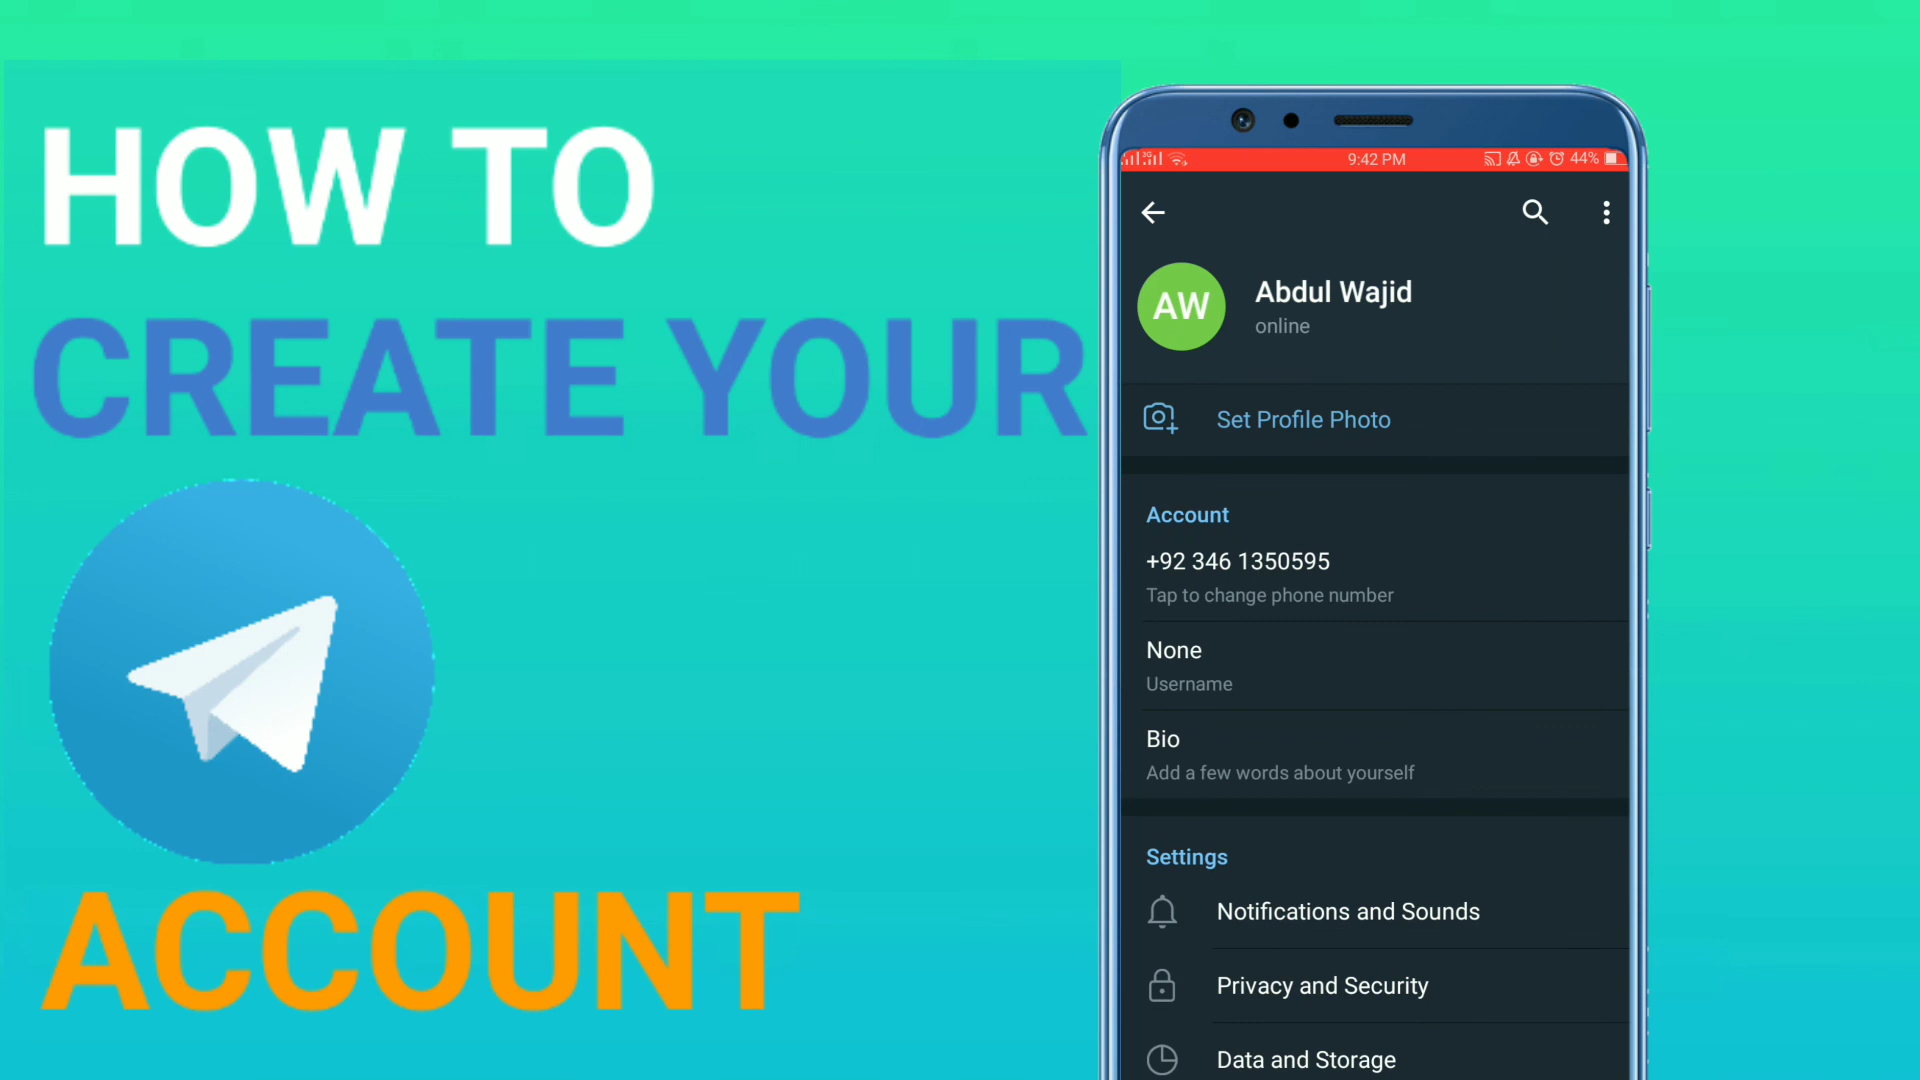 HOW TO
CREATE YOUR
ACCOUNT
3G
9:42 PM
44%
AW
Abdul Wajid
online
Set Profile Photo
Account
+92 346 1350595
Tap to change phone number
None
Username
Bio
Add a few words about yourself
Settings
Notifications and Sounds
Privacy and Security
Data and Storage